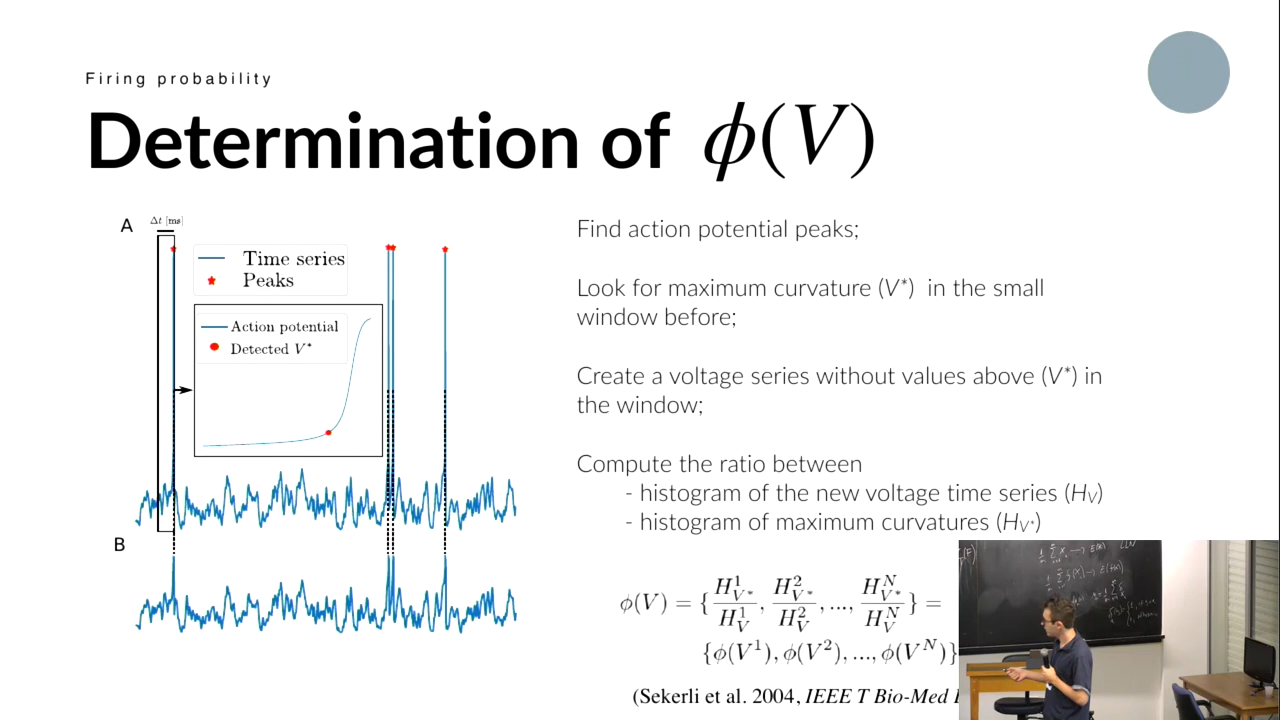 Firing probability
Determination of ϕ(V)
A
Δt [ms]
Time series
Peaks
Action potential
Detected V*
B
Find action potential peaks;
Look for maximum curvature (V*) in the small
window before;
Create a voltage series without values above (V*) in
the window;
Compute the ratio between
- histogram of the new voltage time series (H_V)
- histogram of maximum curvatures (H_V*)
ϕ(V) = {H¹_V*/H¹_V, H²_V*/H²_V, ..., H^N_V*/H^N_V} =
{ϕ(V¹), ϕ(V²), ..., ϕ(V^N)}
(Sekerli et al. 2004, IEEE T Bio-Med